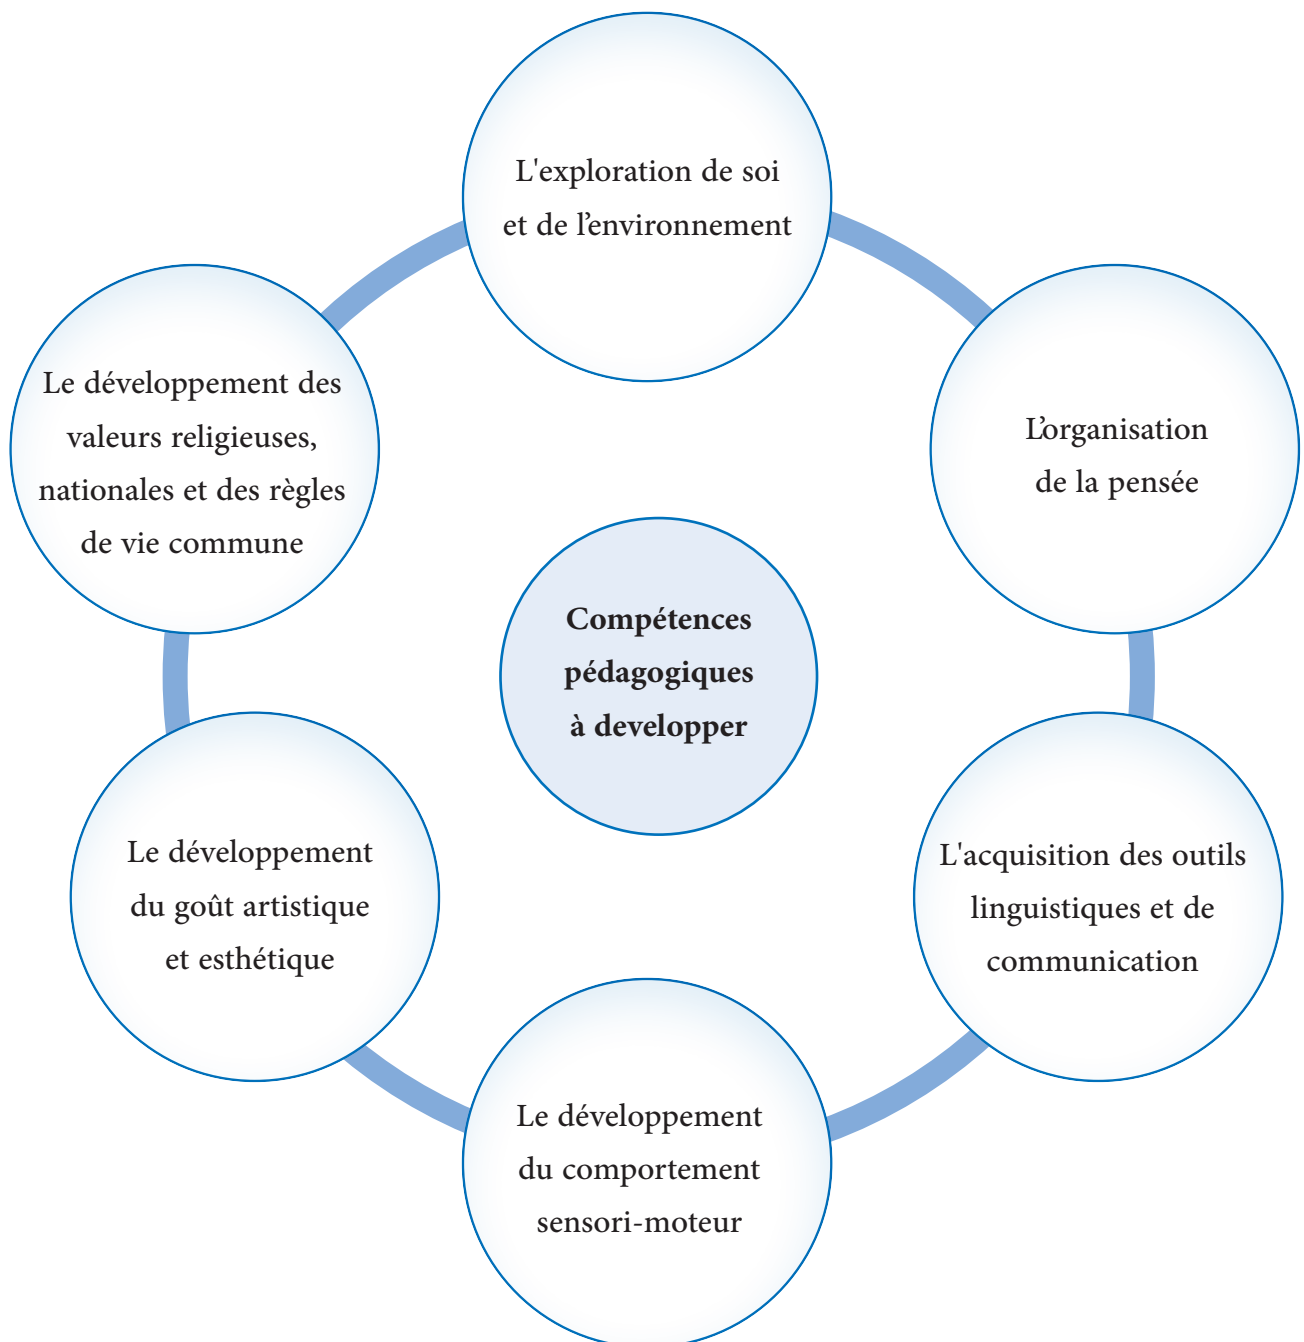 L'exploration de soi
et de l'environnement
L'organisation
de la pensée
L'acquisition des outils
linguistiques et de
communication
Le développement
du comportement
sensori-moteur
Le développement
du goût artistique
et esthétique
Le développement des
valeurs religieuses,
nationales et des règles
de vie commune
Compétences
pédagogiques
à developper